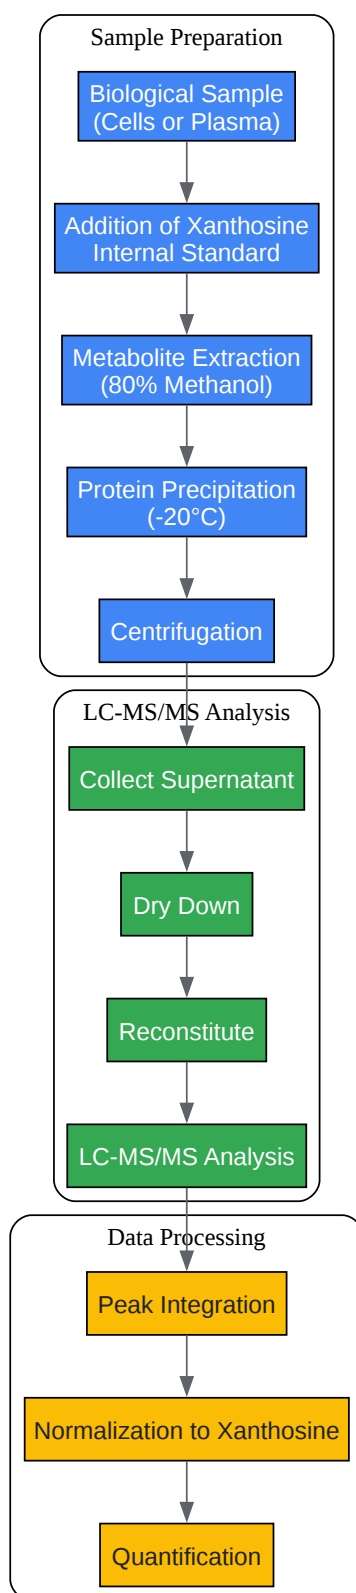 Sample Preparation
Biological Sample
(Cells or Plasma)
Addition of Xanthosine
Internal Standard
Metabolite Extraction
(80% Methanol)
Protein Precipitation
(-20°C)
Centrifugation
LC-MS/MS Analysis
Collect Supernatant
Dry Down
Reconstitute
LC-MS/MS Analysis
Data Processing
Peak Integration
Normalization to Xanthosine
Quantification